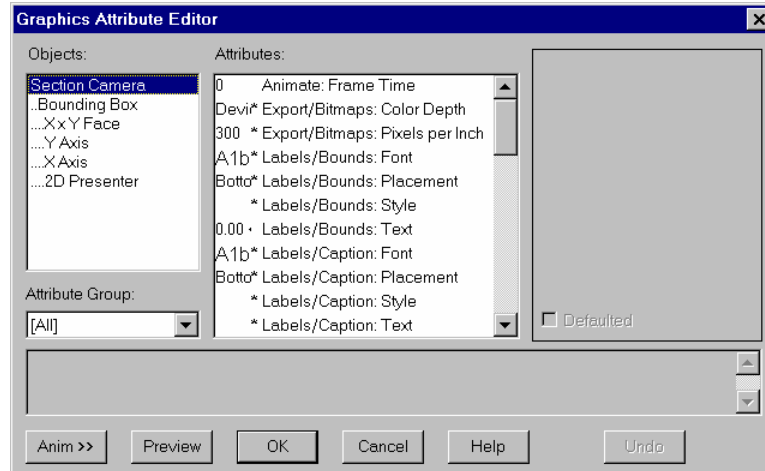 Graphics Attribute Editor
Objects:
Section Camera
..Bounding Box
....X x Y Face
....Y Axis
....X Axis
....2D Presenter
Attribute Group:
[All]
Attributes:
0 Animate: Frame Time
Devi* Export/Bitmaps: Color Depth
300 * Export/Bitmaps: Pixels per Inch
A1b* Labels/Bounds: Font
Botto* Labels/Bounds: Placement
* Labels/Bounds: Style
0.00 Labels/Bounds: Text
A1b* Labels/Caption: Font
Botto* Labels/Caption: Placement
* Labels/Caption: Style
* Labels/Caption: Text
Defaulted
Anim >> Preview OK Cancel Help Undo